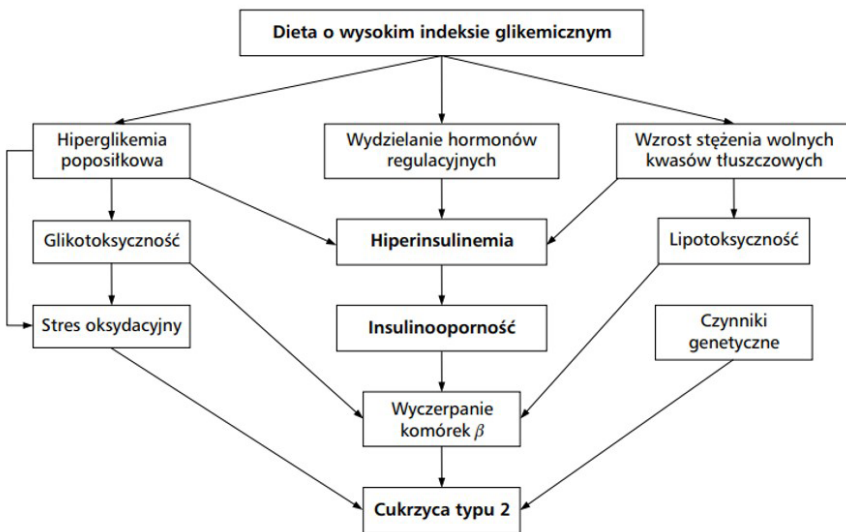 Dieta o wysokim indeksie glikemicznym
Hiperglikemia
poposiłkowa
Wydzielanie hormonów
regulacyjnych
Wzrost stężenia wolnych
kwasów tłuszczowych
Glikotoksyczność
Hiperinsulinemia
Lipotoksyczność
Stres oksydacyjny
Insulinooporność
Czynniki
genetyczne
Wyczerpanie
komórek β
Cukrzyca typu 2